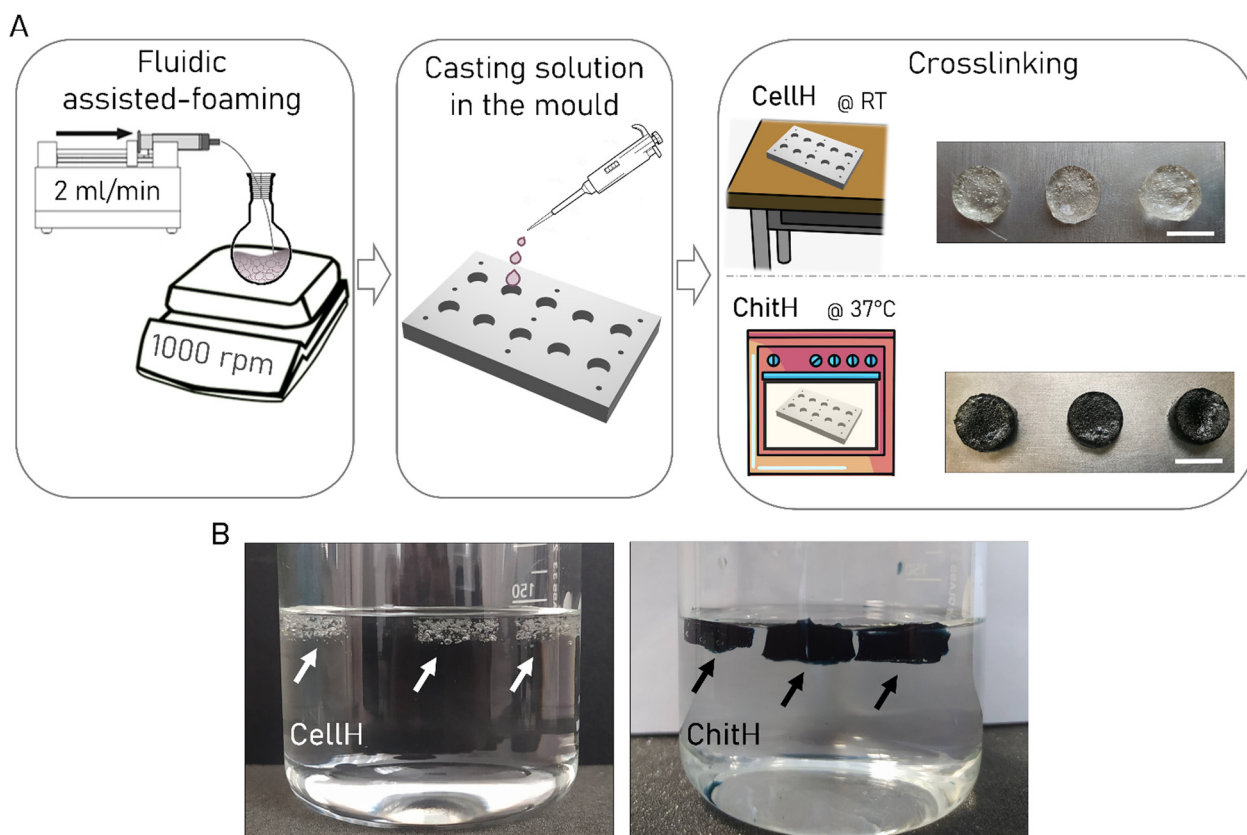 A
Fluidic
assisted-foaming
2 ml/min
1000 rpm
Casting solution
in the mould
Crosslinking
CellH @ RT
ChitH @ 37°C
B
150
CellH
ChitH